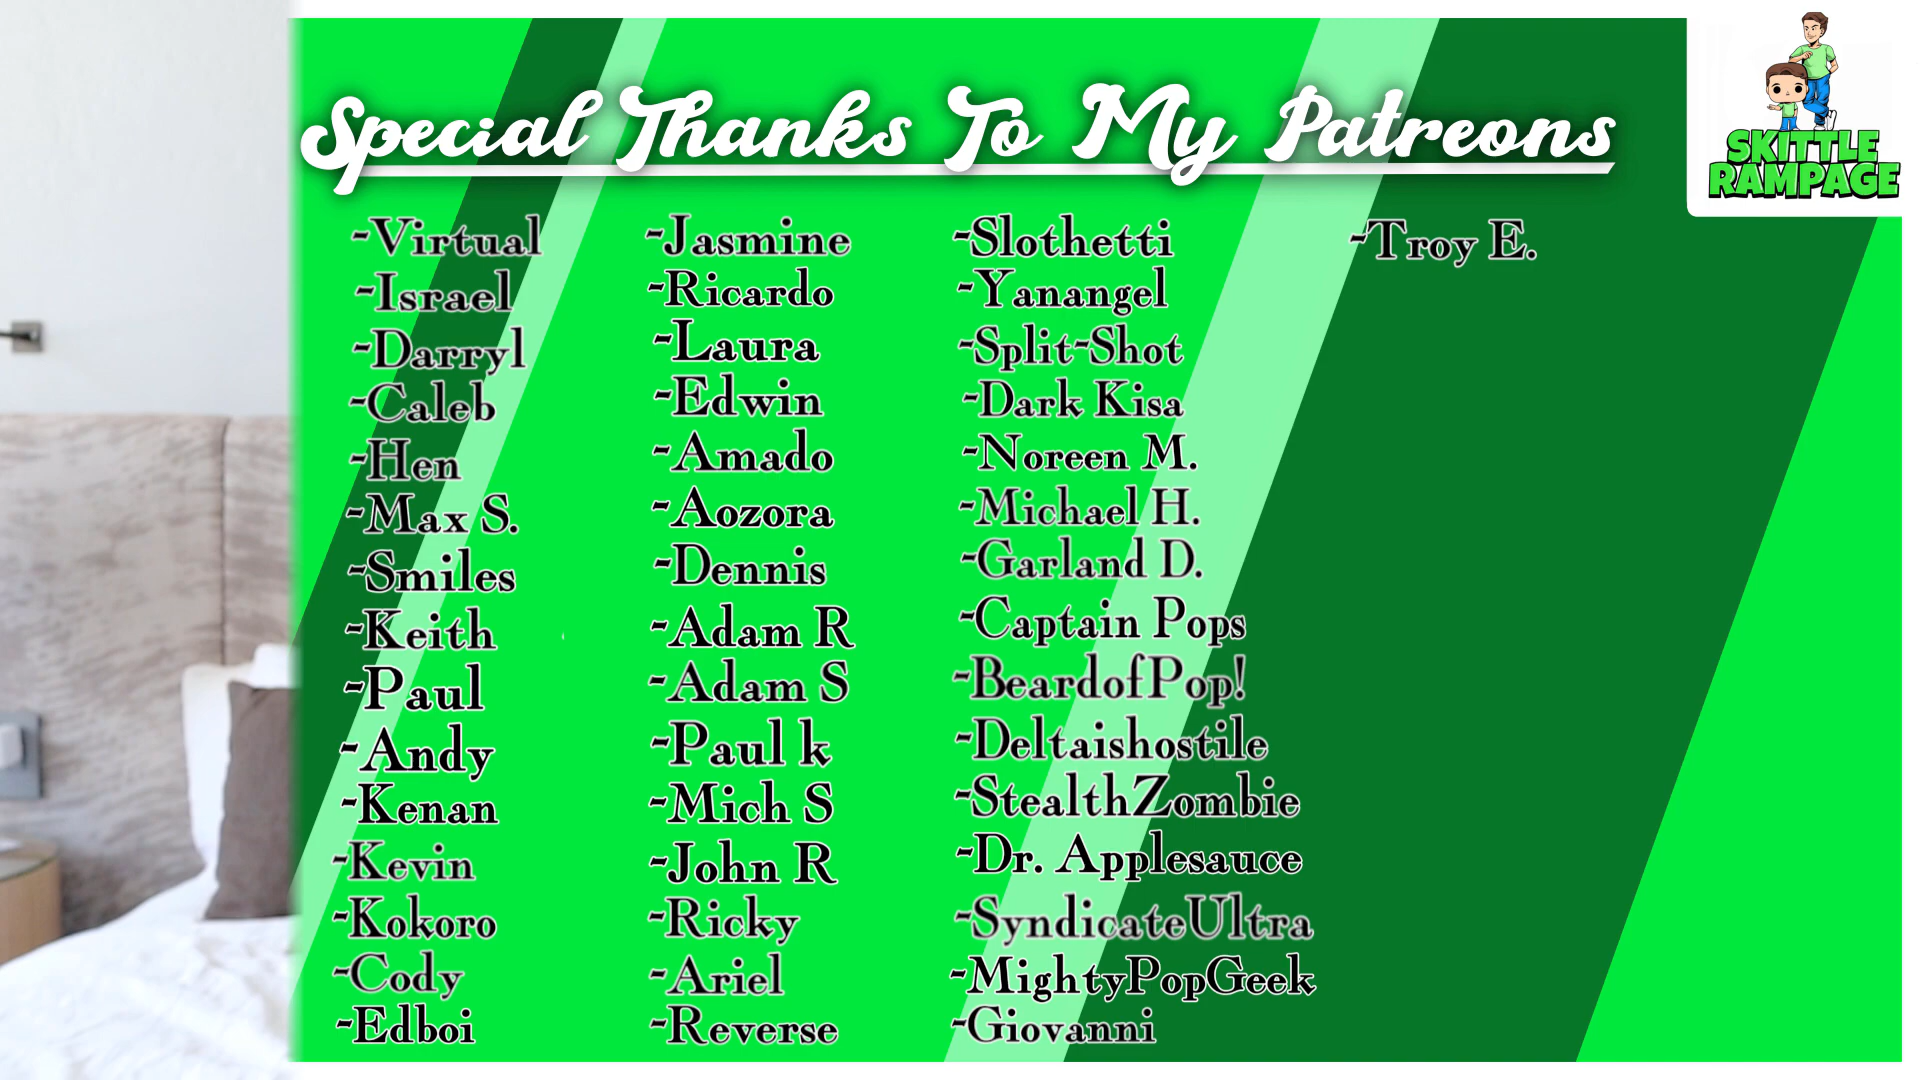 Special Thanks To My Patreons
SKITTLE
RAMPAGE
-Virtual
-Israel
-Darryl
-Caleb
-Hen
-Max S.
-Smiles
-Keith
-Paul
-Andy
-Kenan
-Kevin
-Kokoro
-Cody
-Edboi
-Jasmine
-Ricardo
-Laura
-Edwin
-Amado
-Aozora
-Dennis
-Adam R
-Adam S
-Paul k
-Mich S
-John R
-Ricky
-Ariel
-Reverse
-Slothetti
-Yanangel
-Split-Shot
-Dark Kisa
-Noreen M.
-Michael H.
-Garland D.
-Captain Pops
-BeardofPop!
-Deltaishostile
-StealthZombie
-Dr. Applesauce
-SyndicateUltra
-MightyPopGeek
-Giovanni
-Troy E.